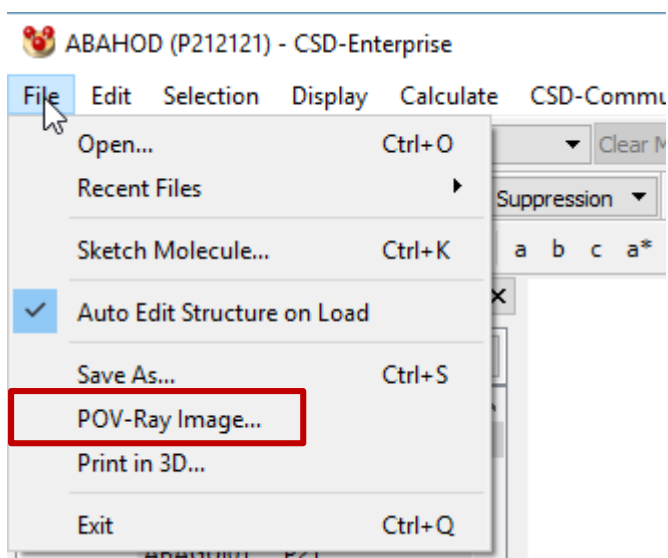 ABAHOD (P212121) - CSD-Enterprise
File Edit Selection Display Calculate CSD-Commu
Open... Ctrl+O
Clear M
Recent Files
Suppression
Sketch Molecule... Ctrl+K
a b c a*
Auto Edit Structure on Load
Save As... Ctrl+S
POV-Ray Image...
Print in 3D...
Exit Ctrl+Q